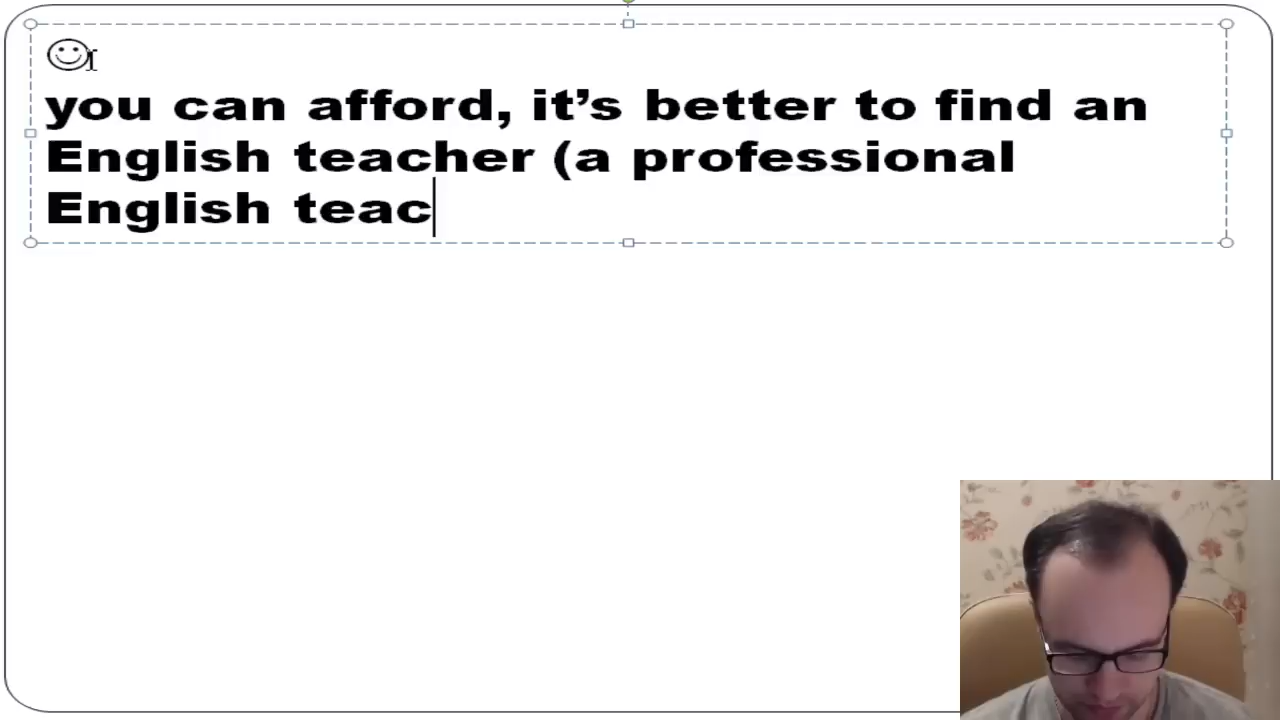 ☺
you can afford, it’s better to find an
English teacher (a professional
English teac